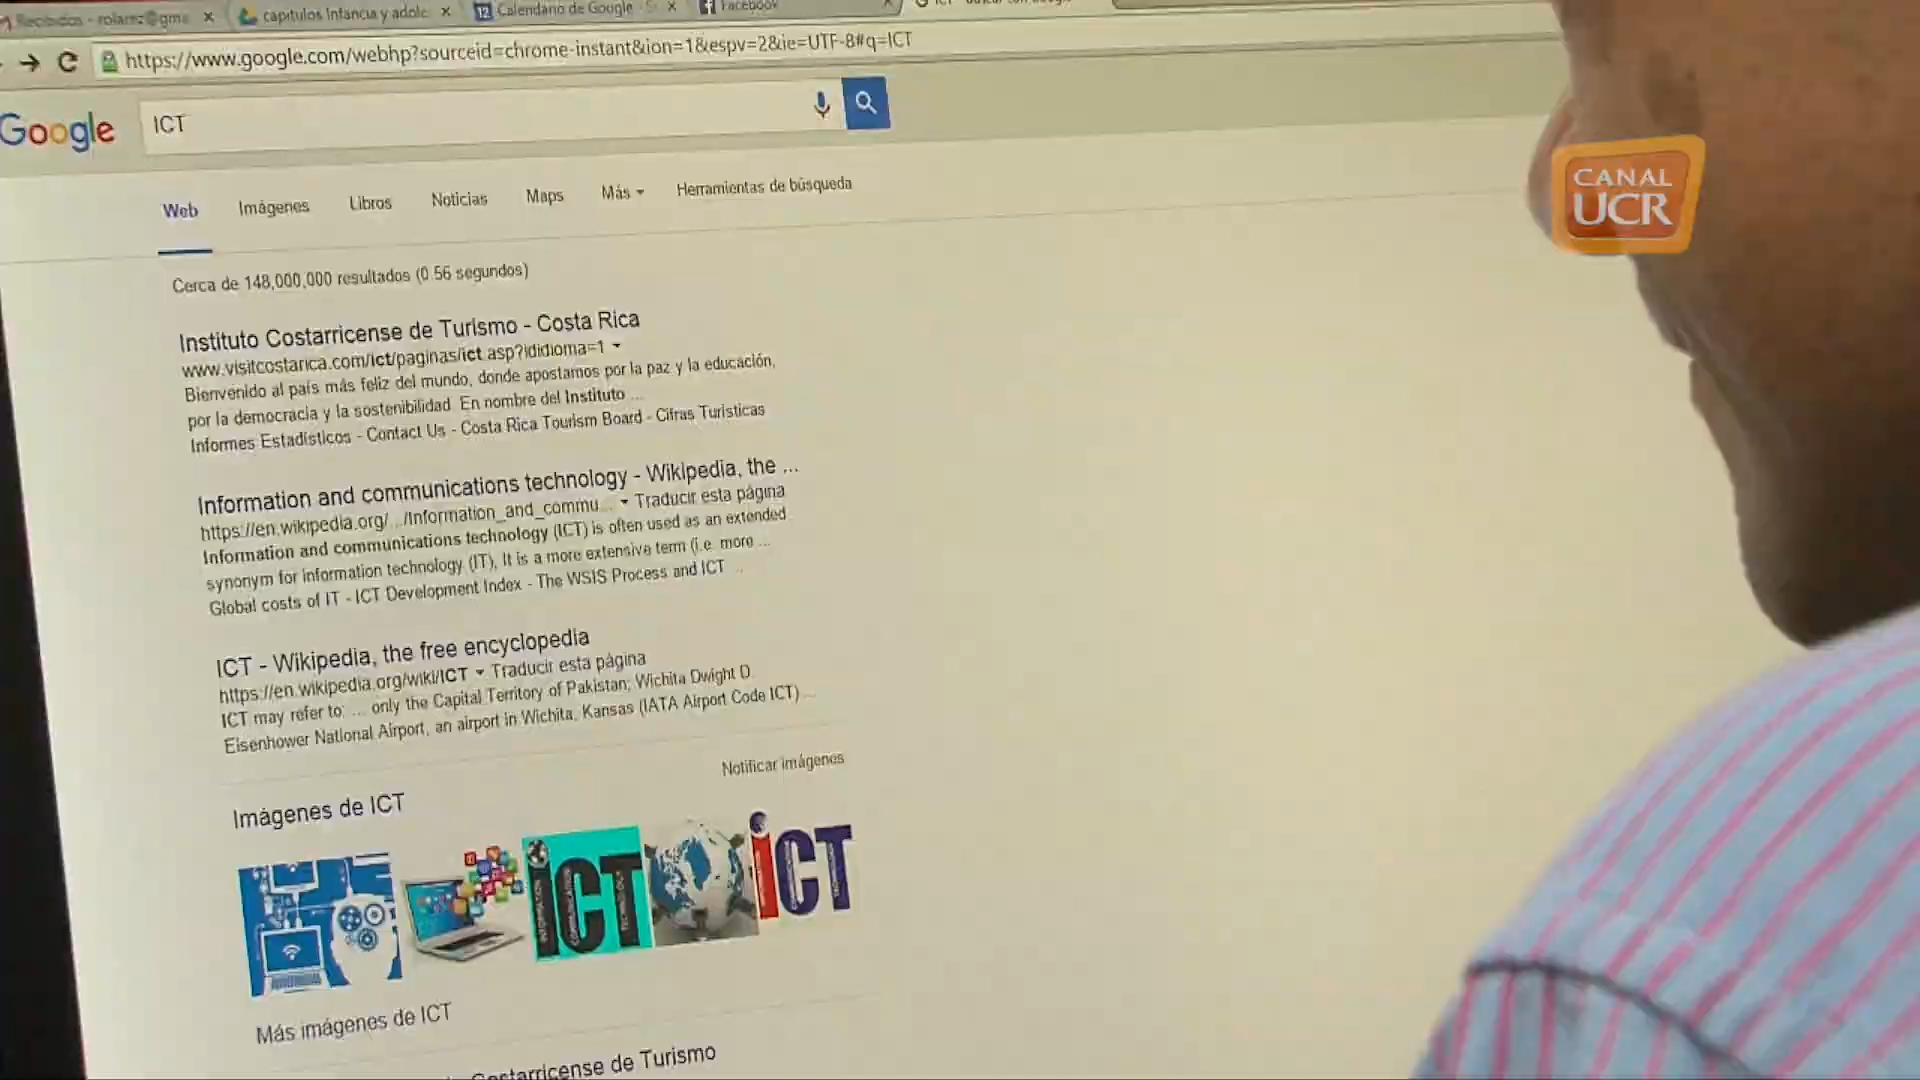 Recibidos - rolarez@gma
capitulos Infancia y adole
Calendario de Google
Facebook
https://www.google.com/webhp?sourceid=chrome-instant&ion=1&espv=2&ie=UTF-8#q=ICT
Google
ICT
Web Imágenes Libros Noticias Maps Más Herramientas de búsqueda
CANAL
UCR
Cerca de 148,000,000 resultados (0.56 segundos)
Instituto Costarricense de Turismo - Costa Rica
www.visitcostarica.com/ict/paginas/ict.asp?ididioma=1
Bienvenido al país más feliz del mundo, donde apostamos por la paz y la educación,
por la democracia y la sostenibilidad. En nombre del Instituto ...
Informes Estadísticos - Contact Us - Costa Rica Tourism Board - Cifras Turísticas
Information and communications technology - Wikipedia, the ...
https://en.wikipedia.org/.../Information_and_commu... Traducir esta página
Information and communications technology (ICT) is often used as an extended
synonym for information technology (IT), It is a more extensive term (i.e. more ...
Global costs of IT - ICT Development Index - The WSIS Process and ICT ...
ICT - Wikipedia, the free encyclopedia
https://en.wikipedia.org/wiki/ICT Traducir esta página
ICT may refer to: ... only the Capital Territory of Pakistan; Wichita Dwight D.
Eisenhower National Airport, an airport in Wichita, Kansas (IATA Airport Code ICT) ...
Notificar imágenes
Imágenes de ICT
iCT
INFORMATION
COMMUNICATION
TECHNOLOGY
iCT
Más imágenes de ICT
Costarricense de Turismo